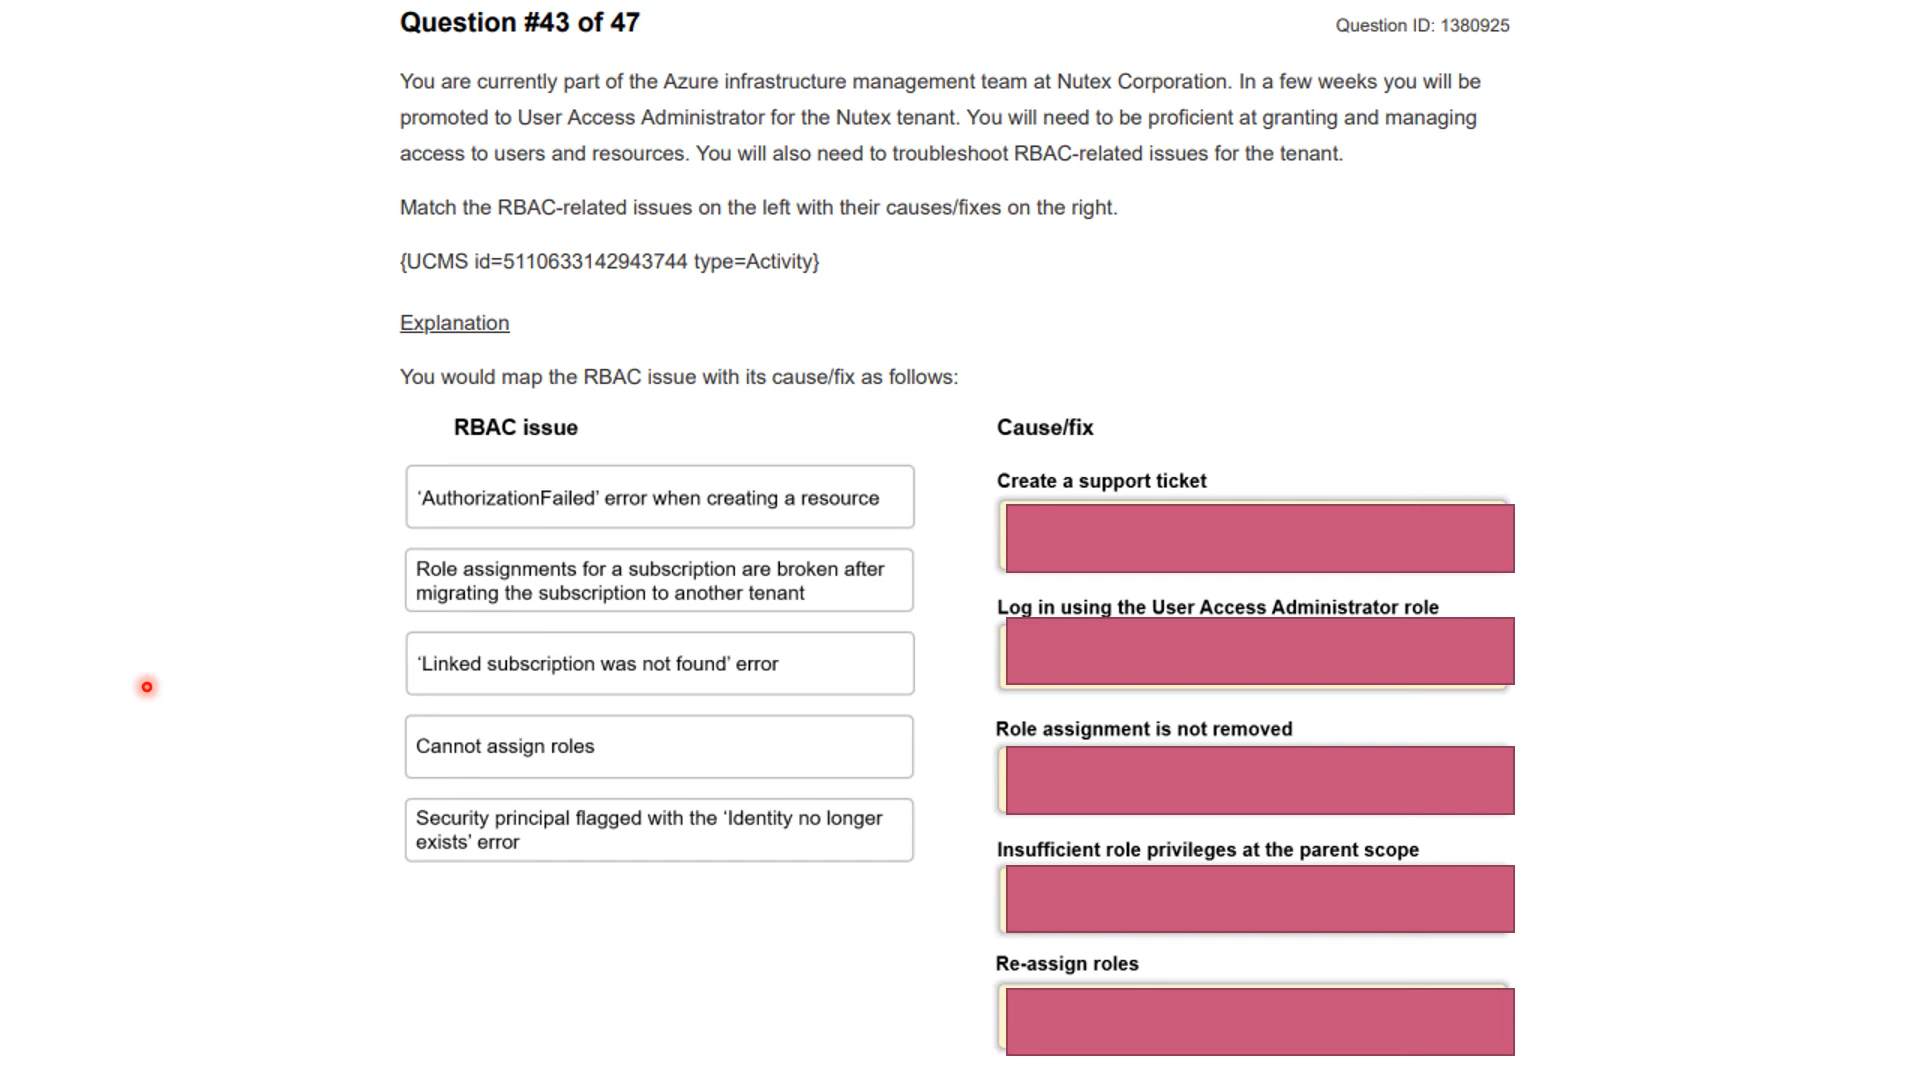 Question #43 of 47
Question ID: 1380925
You are currently part of the Azure infrastructure management team at Nutex Corporation. In a few weeks you will be
promoted to User Access Administrator for the Nutex tenant. You will need to be proficient at granting and managing
access to users and resources. You will also need to troubleshoot RBAC-related issues for the tenant.
Match the RBAC-related issues on the left with their causes/fixes on the right.
{UCMS id=5110633142943744 type=Activity}
Explanation
You would map the RBAC issue with its cause/fix as follows:
RBAC issue
‘AuthorizationFailed’ error when creating a resource
Role assignments for a subscription are broken after
migrating the subscription to another tenant
‘Linked subscription was not found’ error
Cannot assign roles
Security principal flagged with the ‘Identity no longer
exists’ error
Cause/fix
Create a support ticket
Log in using the User Access Administrator role
Role assignment is not removed
Insufficient role privileges at the parent scope
Re-assign roles